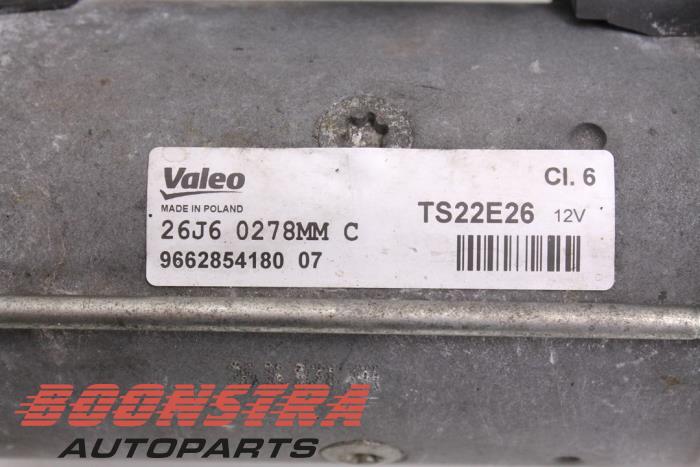 Valeo
Cl. 6
MADE IN POLAND
TS22E26 12V
26J6 0278MM C
9662854180 07
BOONSTRA
AUTOPARTS